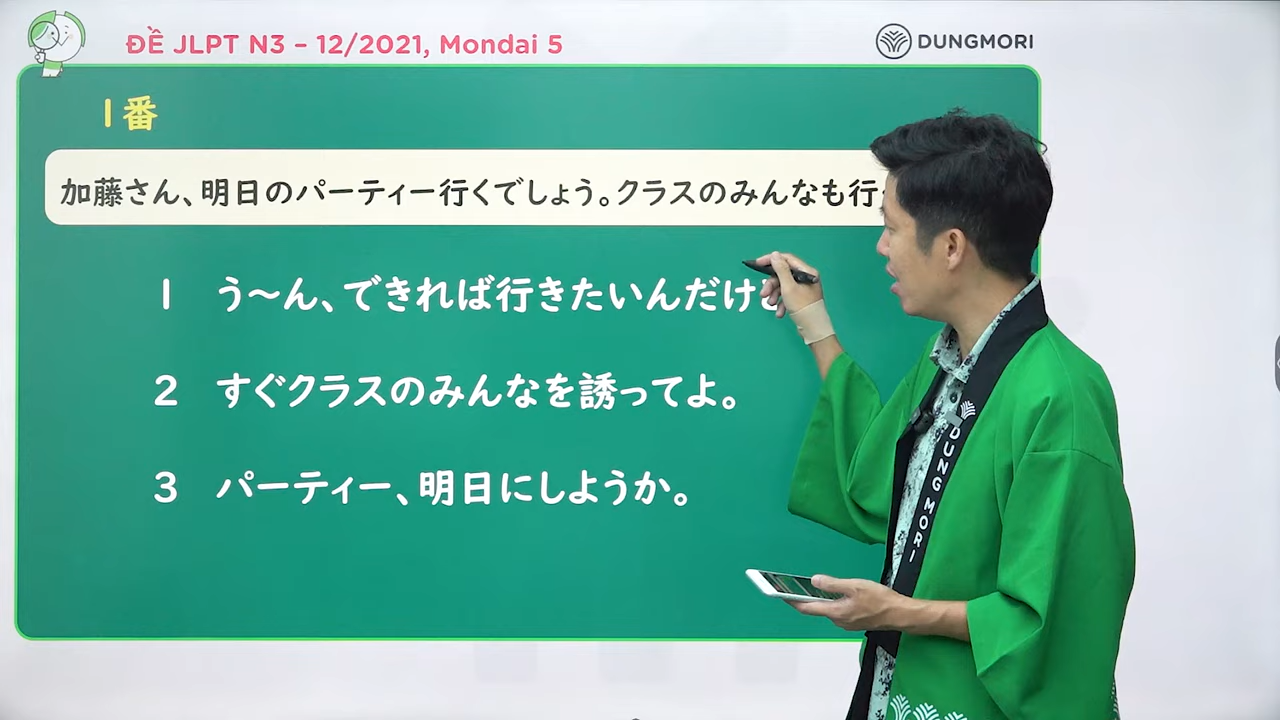 ĐỀ JLPT N3 – 12/2021, Mondai 5
DUNGMORI
1番
加藤さん、明日のパーティー行くでしょう。クラスのみんなも行
1 う～ん、できれば行きたいんだけど
2 すぐクラスのみんなを誘ってよ。
3 パーティー、明日にしようか。
DUNG MORI